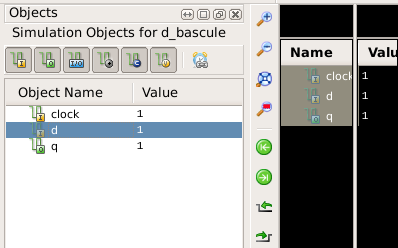 Objects
Simulation Objects for d_bascule
Object Name Value
clock 1
d 1
q 1
Name Valu
clock 1
d 1
q 1